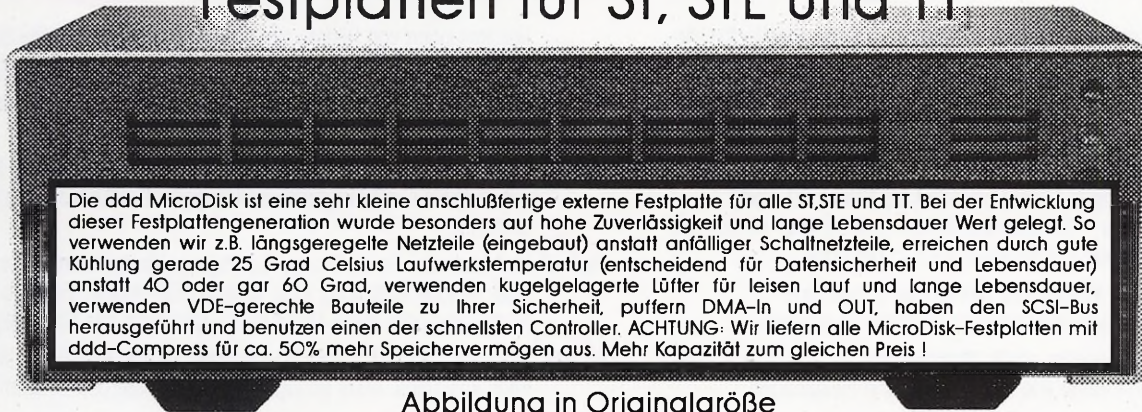 Festplatten für ST, STE und TT
Die ddd MicroDisk ist eine sehr kleine anschlußfertige externe Festplatte für alle ST,STE und TT. Bei der Entwicklung
dieser Festplattengeneration wurde besonders auf hohe Zuverlässigkeit und lange Lebensdauer Wert gelegt. So
verwenden wir z.B. längsgeregelte Netzteile (eingebaut) anstatt anfälliger Schaltnetzteile, erreichen durch gute
Kühlung gerade 25 Grad Celsius Laufwerkstemperatur (entscheidend für Datensicherheit und Lebensdauer)
anstatt 40 oder gar 60 Grad, verwenden kugelgelagerte Lüfter für leisen Lauf und lange Lebensdauer,
verwenden VDE-gerechte Bauteile zu Ihrer Sicherheit, puffern DMA-In und OUT, haben den SCSI-Bus
herausgeführt und benutzen einen der schnellsten Controller. ACHTUNG: Wir liefern alle MicroDisk-Festplatten mit
ddd-Compress für ca. 50% mehr Speichervermögen aus. Mehr Kapazität zum gleichen Preis !
Abbildung in Originalgröße